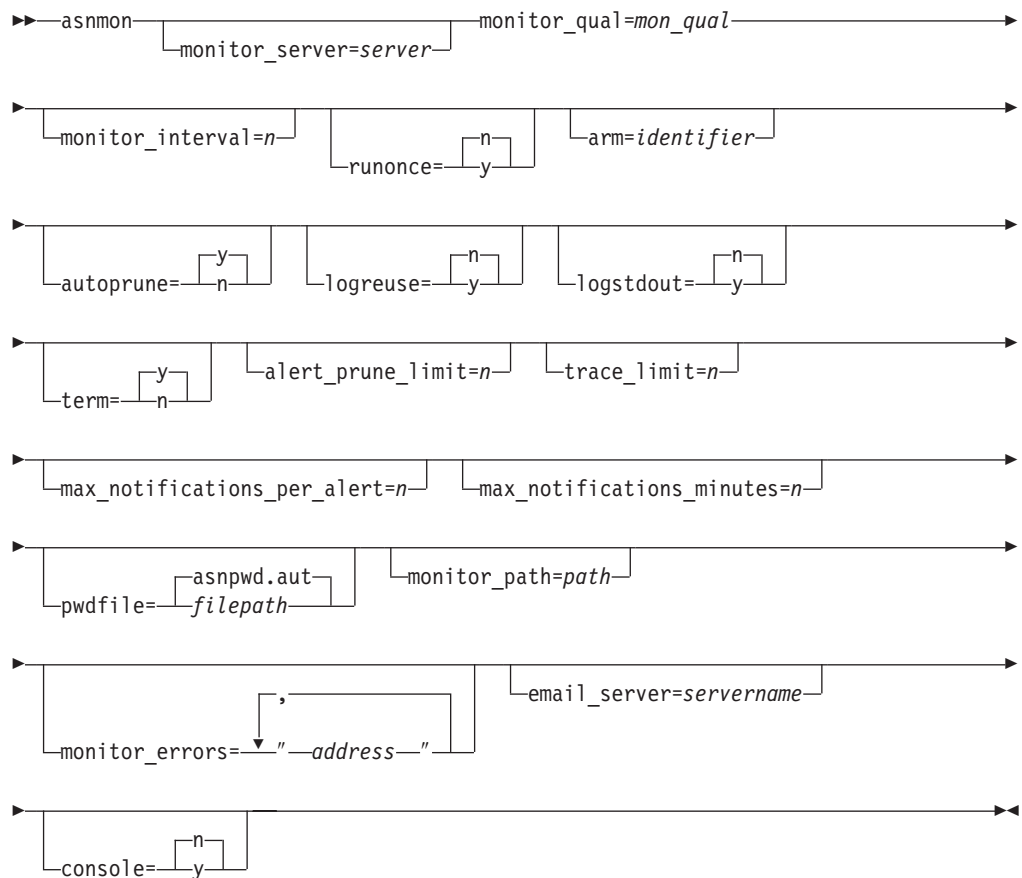 asnmon monitor_server=server monitor_qual=mon_qual
monitor_interval=n runonce= n y arm=identifier
autoprune= y n logreuse= n y logstdout= n y
term= y n alert_prune_limit=n trace_limit=n
max_notifications_per_alert=n max_notifications_minutes=n
pwdfile= asnpwd.aut filepath monitor_path=path
monitor_errors= , " address " email_server=servername
console= n y